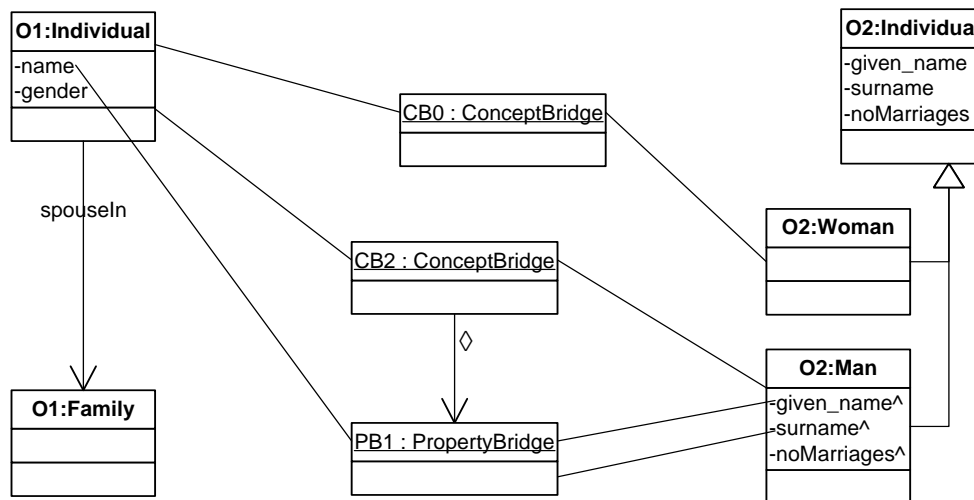 O1:Individual
-name
-gender
O2:Individual
-given_name
-surname
-noMarriages
CB0 : ConceptBridge
spouseIn
O2:Woman
CB2 : ConceptBridge
O1:Family
PB1 : PropertyBridge
O2:Man
-given_name^
-surname^
-noMarriages^